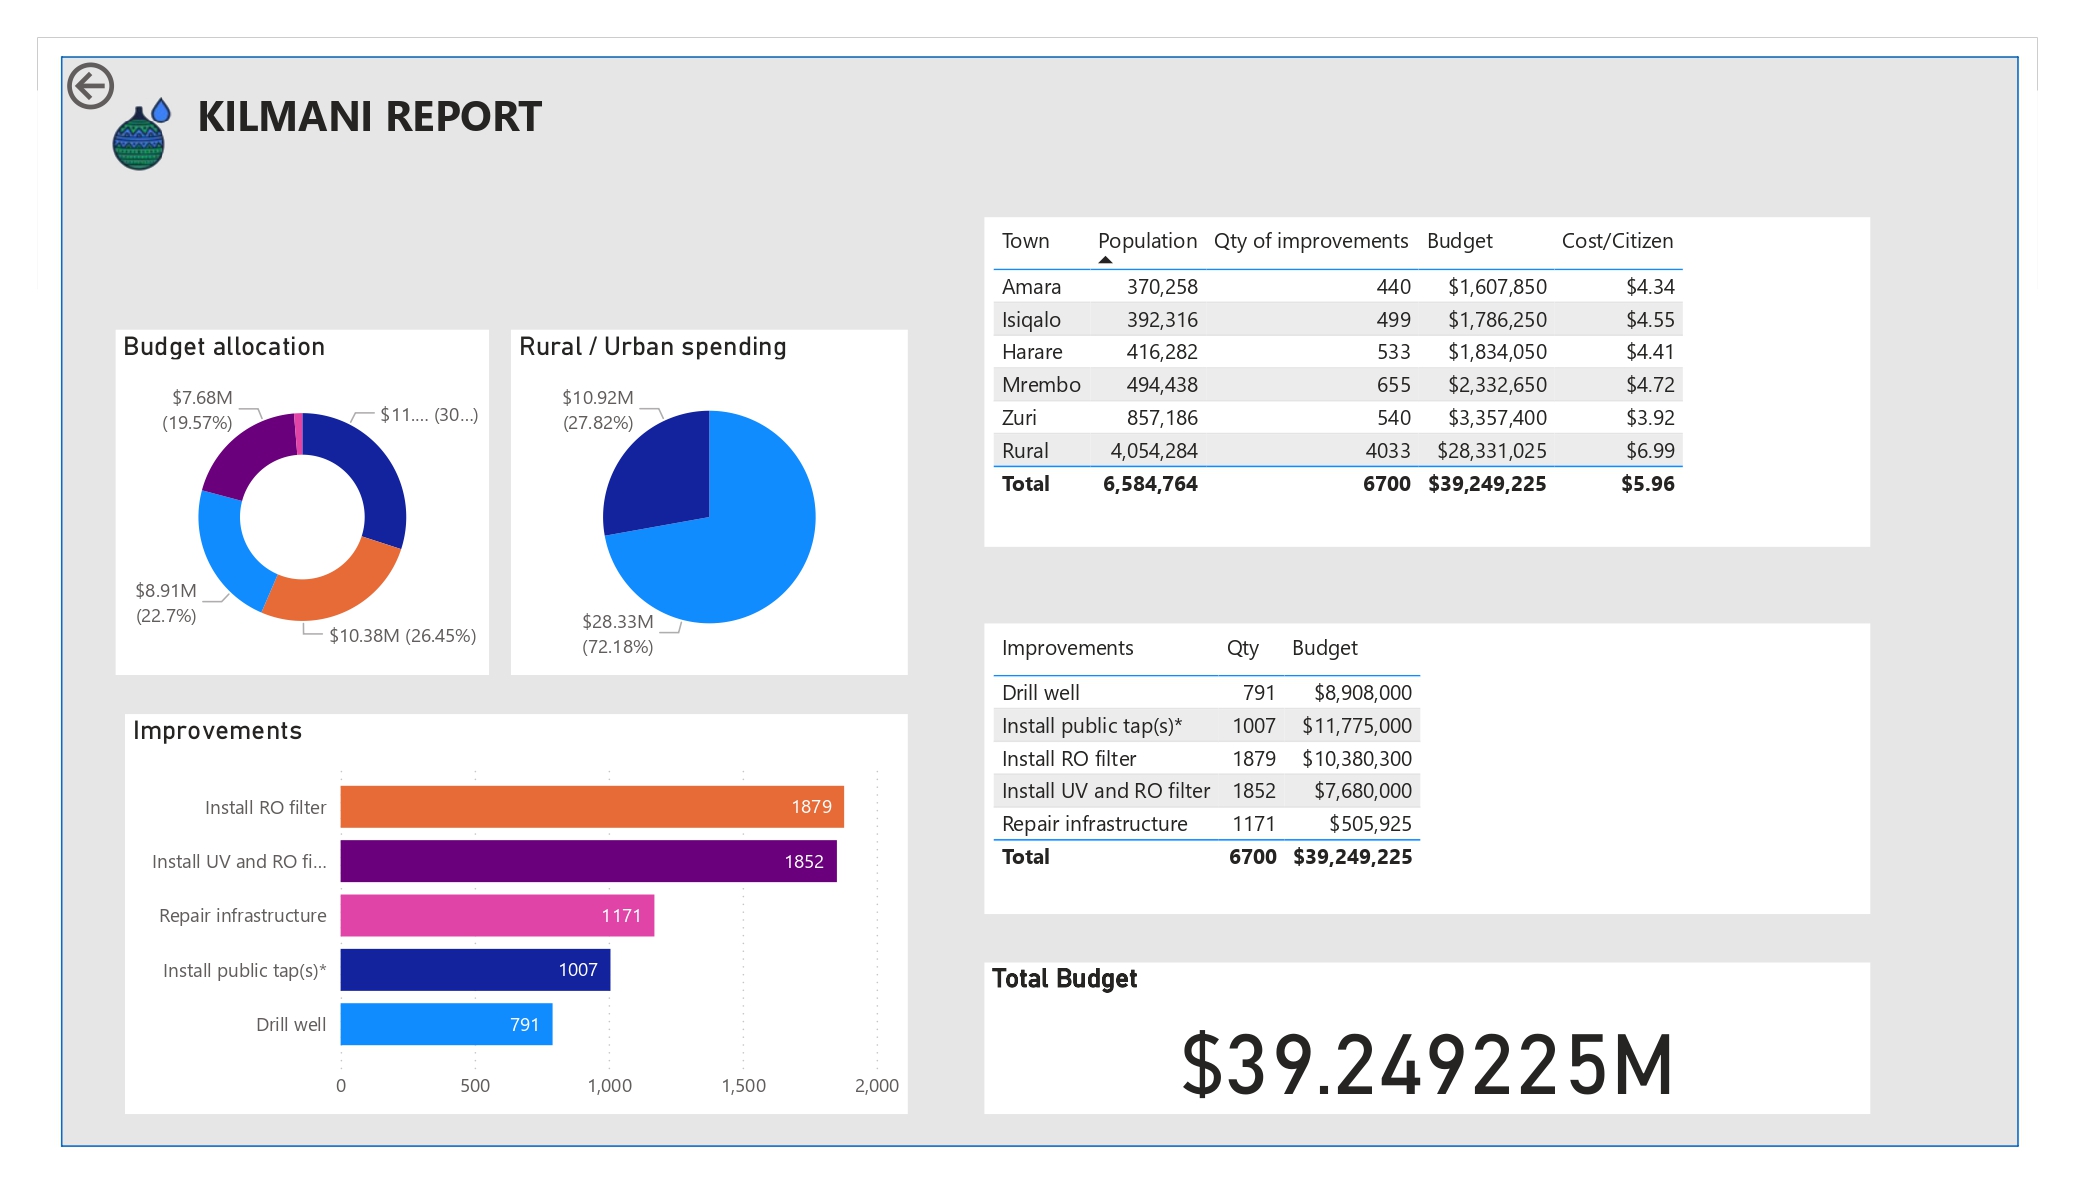 KILMANI REPORT
Budget allocation
$7.68M
(19.57%)
$11.... (30...)
$8.91M
(22.7%)
$10.38M (26.45%)
Rural / Urban spending
$10.92M
(27.82%)
$28.33M
(72.18%)
Improvements
Install RO filter 1879
Install UV and RO fi... 1852
Repair infrastructure 1171
Install public tap(s)* 1007
Drill well 791
0 500 1,000 1,500 2,000
Town Population Qty of improvements Budget Cost/Citizen
Amara 370,258 440 $1,607,850 $4.34
Isiqalo 392,316 499 $1,786,250 $4.55
Harare 416,282 533 $1,834,050 $4.41
Mrembo 494,438 655 $2,332,650 $4.72
Zuri 857,186 540 $3,357,400 $3.92
Rural 4,054,284 4033 $28,331,025 $6.99
Total 6,584,764 6700 $39,249,225 $5.96
Improvements Qty Budget
Drill well 791 $8,908,000
Install public tap(s)* 1007 $11,775,000
Install RO filter 1879 $10,380,300
Install UV and RO filter 1852 $7,680,000
Repair infrastructure 1171 $505,925
Total 6700 $39,249,225
Total Budget
$39.249225M